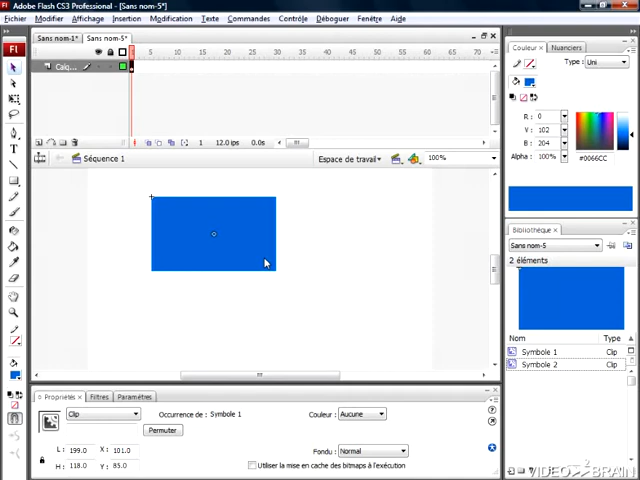 Adobe Flash CS3 Professional - [Sans nom-5*]
Fichier Modifier Affichage Insertion Modification Texte Commandes Contrôle Déboguer Fenêtre Aide
Sans nom-1* Sans nom-5*
5 10 15 20 25 30 35 40 45 50 55 60 65 70
Calq...
1 12.0 ips 0.0s
Séquence 1 Espace de travail 100%
Couleur Nuanciers
Type : Uni
R : 0
V : 102
B : 204
Alpha : 100% #0066CC
Bibliothèque
Sans nom-5
2 éléments
Nom Type
Symbole 1 Clip
Symbole 2 Clip
Propriétés Filtres Paramètres
Clip Occurrence de : Symbole 1 Couleur : Aucune
Permuter
L : 199.0 X : 101.0 Fondu : Normal
H : 118.0 Y : 85.0 Utiliser la mise en cache des bitmaps à l'exécution
VIDEO2BRAIN